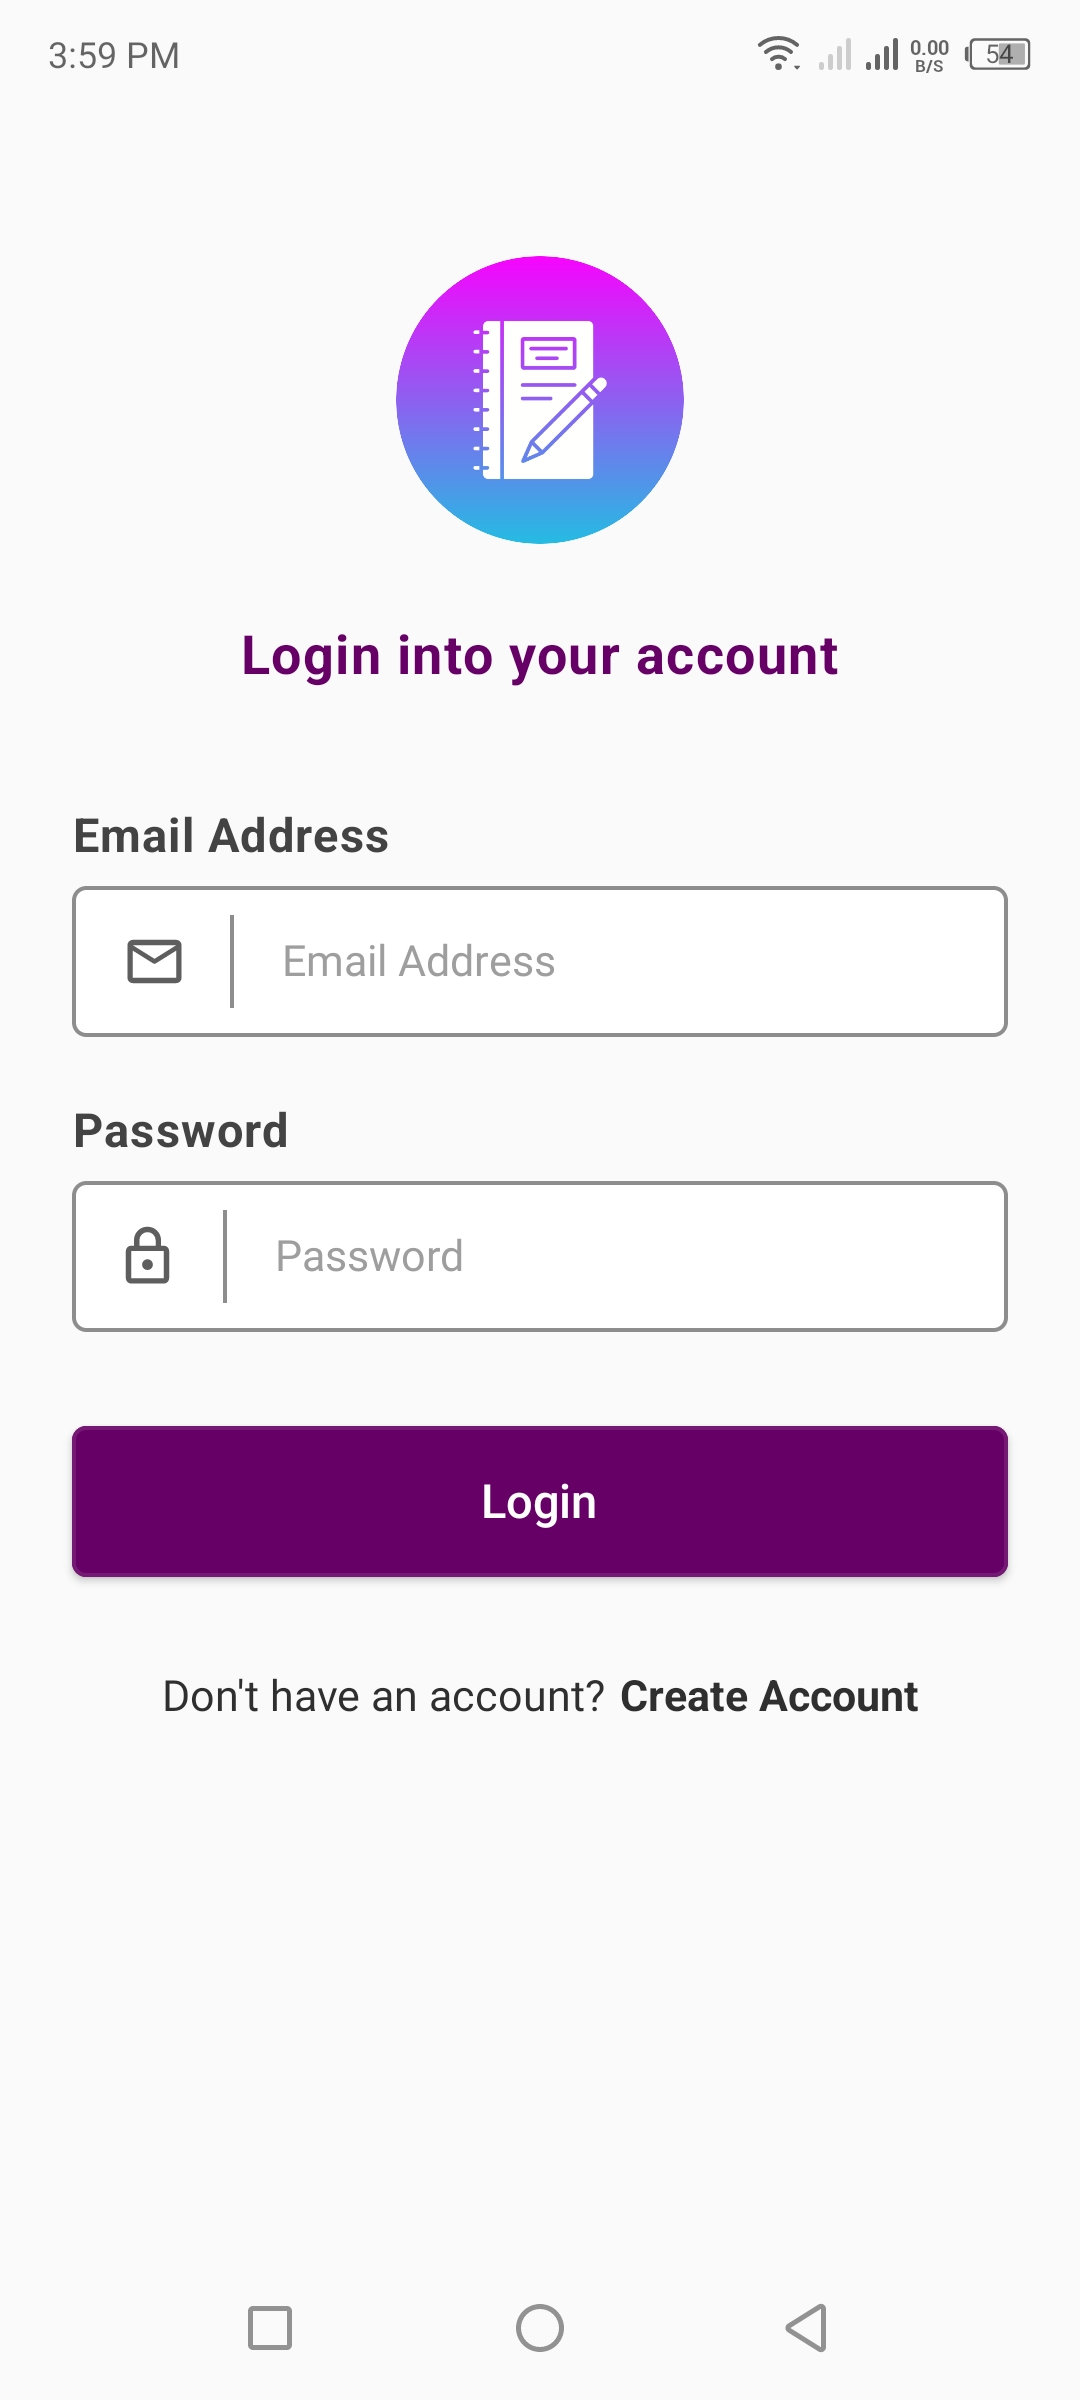 3:59 PM
0.00
B/S
54
Login into your account
Email Address
Email Address
Password
Password
Login
Don't have an account? Create Account